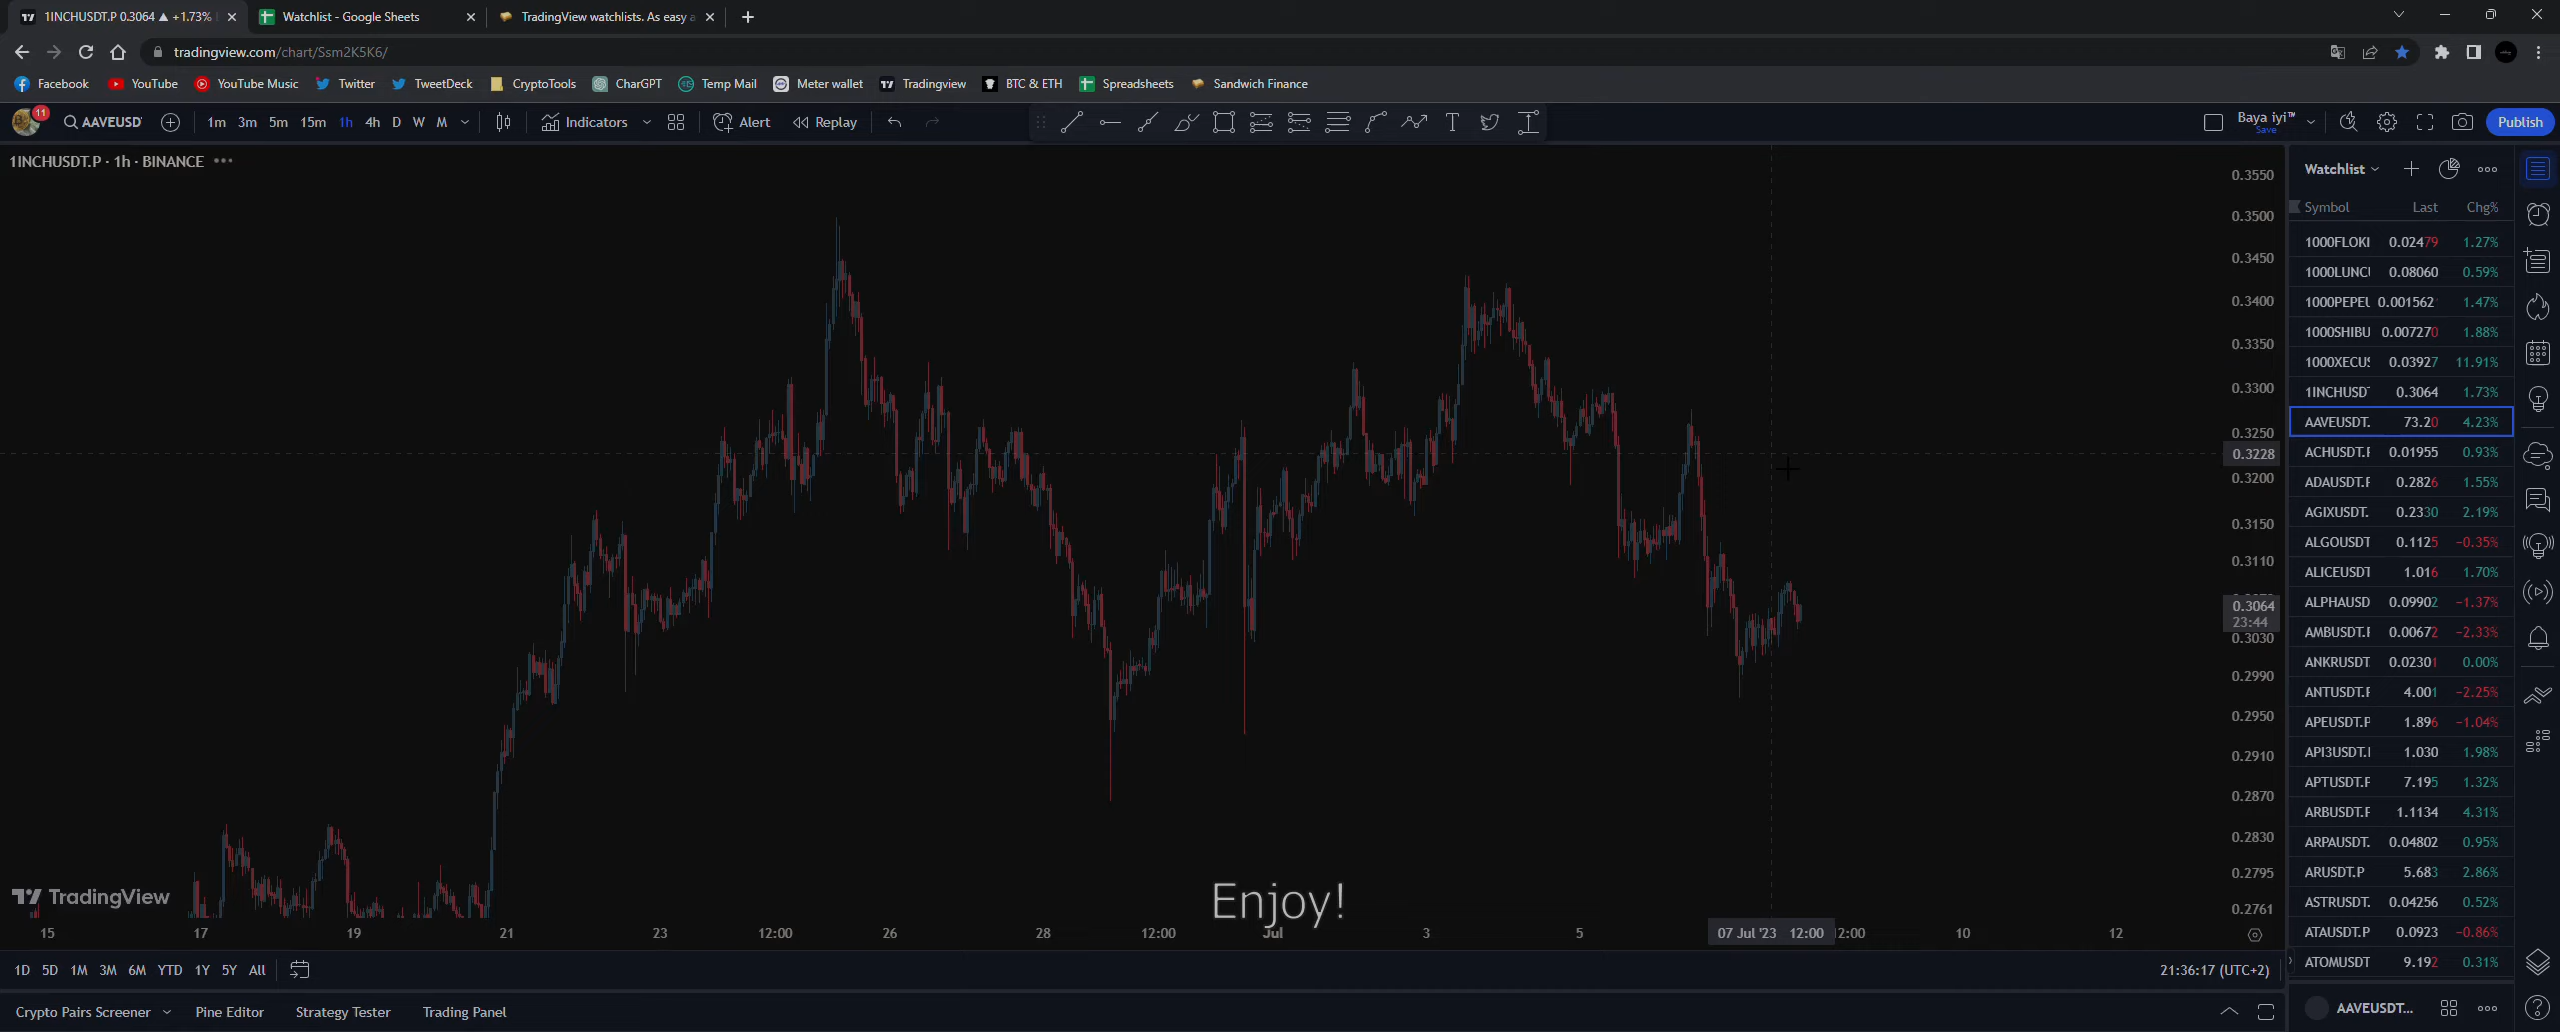 1INCHUSDT.P 0.3064 ▲ +1.73%
Watchlist - Google Sheets
TradingView watchlists. As easy a
tradingview.com/chart/Ssm2K5K6/
Facebook YouTube YouTube Music Twitter TweetDeck CryptoTools CharGPT Temp Mail Meter wallet Tradingview BTC & ETH Spreadsheets Sandwich Finance
11 AAVEUSD 1m 3m 5m 15m 1h 4h D W M Indicators Alert Replay Baya iyi™ Save Publish
1INCHUSDT.P · 1h · BINANCE
0.3550
0.3500
0.3450
0.3400
0.3350
0.3300
0.3250
0.3228
0.3200
0.3150
0.3110
0.3064
23:44
0.3030
0.2990
0.2950
0.2910
0.2870
0.2830
0.2795
0.2761
Watchlist
Symbol Last Chg%
1000FLOKI 0.02479 1.27%
1000LUNCU 0.08060 0.59%
1000PEPEU 0.001562 1.47%
1000SHIBU 0.007270 1.88%
1000XECUS 0.03927 11.91%
1INCHUSDT 0.3064 1.73%
AAVEUSDT. 73.20 4.23%
ACHUSDT.P 0.01955 0.93%
ADAUSDT.P 0.2826 1.55%
AGIXUSDT. 0.2330 2.19%
ALGOUSDT 0.1125 −0.35%
ALICEUSDT 1.016 1.70%
ALPHAUSD 0.09902 −1.37%
AMBUSDT.P 0.00672 −2.33%
ANKRUSDT 0.02301 0.00%
ANTUSDT.P 4.001 −2.25%
APEUSDT.P 1.896 −1.04%
API3USDT.I 1.030 1.98%
APTUSDT.P 7.195 1.32%
ARBUSDT.P 1.1134 4.31%
ARPAUSDT. 0.04802 0.95%
ARUSDT.P 5.683 2.86%
ASTRUSDT. 0.04256 0.52%
ATAUSDT.P 0.0923 −0.86%
ATOMUSDT 9.192 0.31%
TradingView
Enjoy!
15 17 19 21 23 12:00 26 28 12:00 Jul 3 5 07 Jul '23 12:00 2:00 10 12
1D 5D 1M 3M 6M YTD 1Y 5Y All
21:36:17 (UTC+2)
Crypto Pairs Screener Pine Editor Strategy Tester Trading Panel
AAVEUSDT...